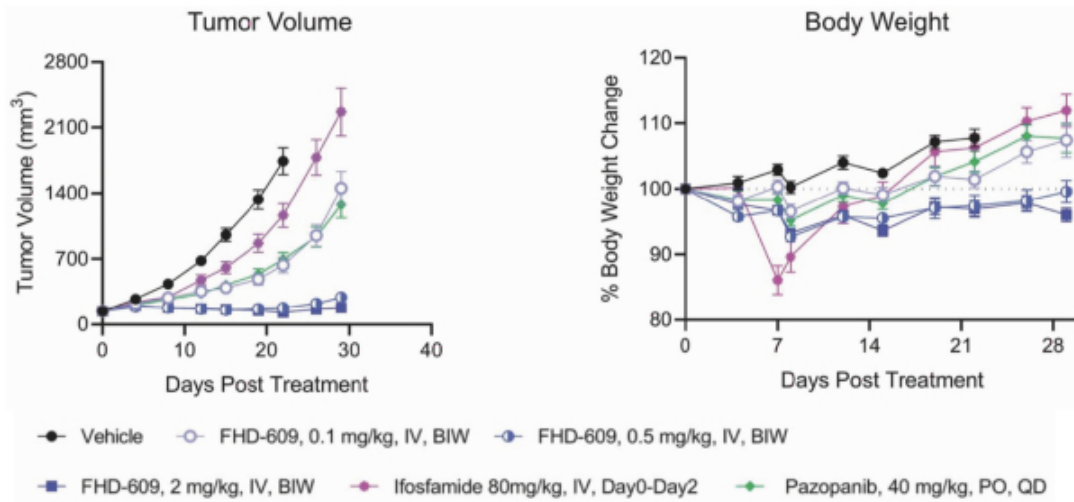 Tumor Volume
Body Weight
2800
2100
1400
700
0
0
10
20
30
40
Tumor Volume (mm³)
Days Post Treatment
120
110
100
90
80
0
7
14
21
28
% Body Weight Change
Days Post Treatment
Vehicle
FHD-609, 0.1 mg/kg, IV, BIW
FHD-609, 0.5 mg/kg, IV, BIW
FHD-609, 2 mg/kg, IV, BIW
Ifosfamide 80mg/kg, IV, Day0-Day2
Pazopanib, 40 mg/kg, PO, QD